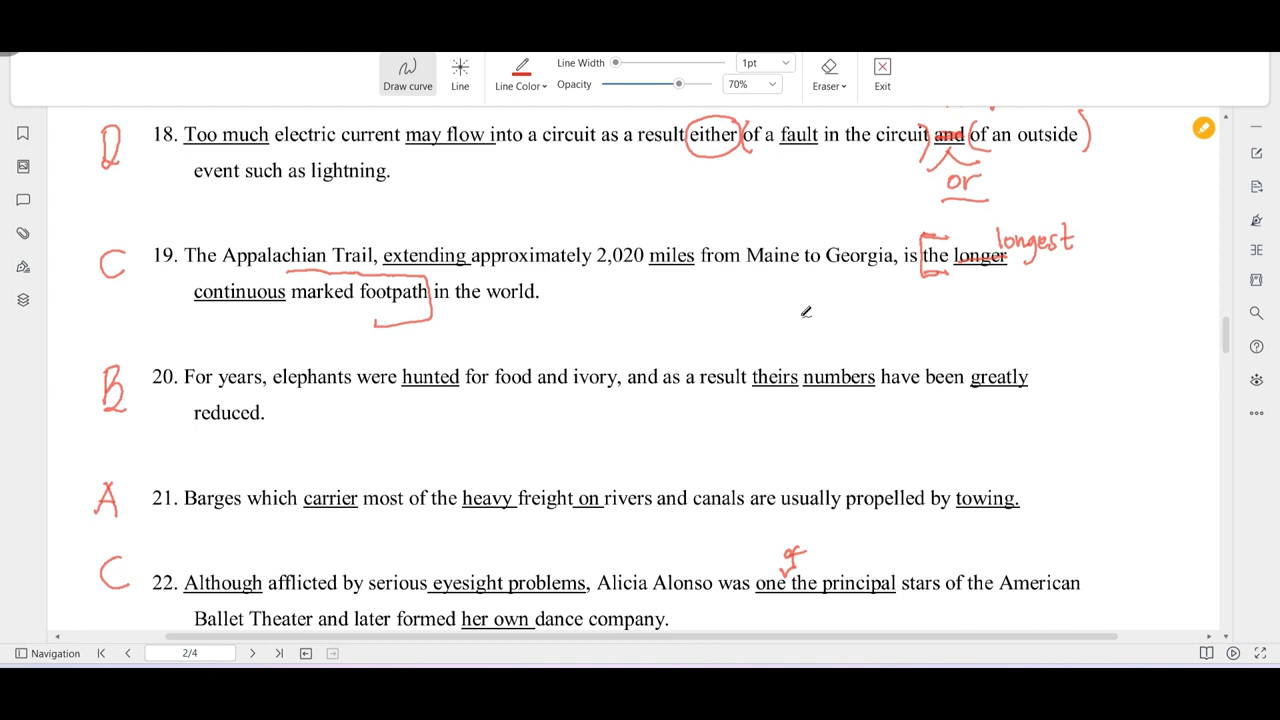 Line Width
1pt
Draw curve
Line
Line Color
Opacity
70%
Eraser
Exit
D
18. Too much electric current may flow into a circuit as a result either of a fault in the circuit and of an outside
event such as lightning.
or
longest
C
19. The Appalachian Trail, extending approximately 2,020 miles from Maine to Georgia, is the longer
continuous marked footpath in the world.
B
20. For years, elephants were hunted for food and ivory, and as a result theirs numbers have been greatly
reduced.
A
21. Barges which carrier most of the heavy freight on rivers and canals are usually propelled by towing.
of
C
22. Although afflicted by serious eyesight problems, Alicia Alonso was one the principal stars of the American
Ballet Theater and later formed her own dance company.
Navigation
2/4